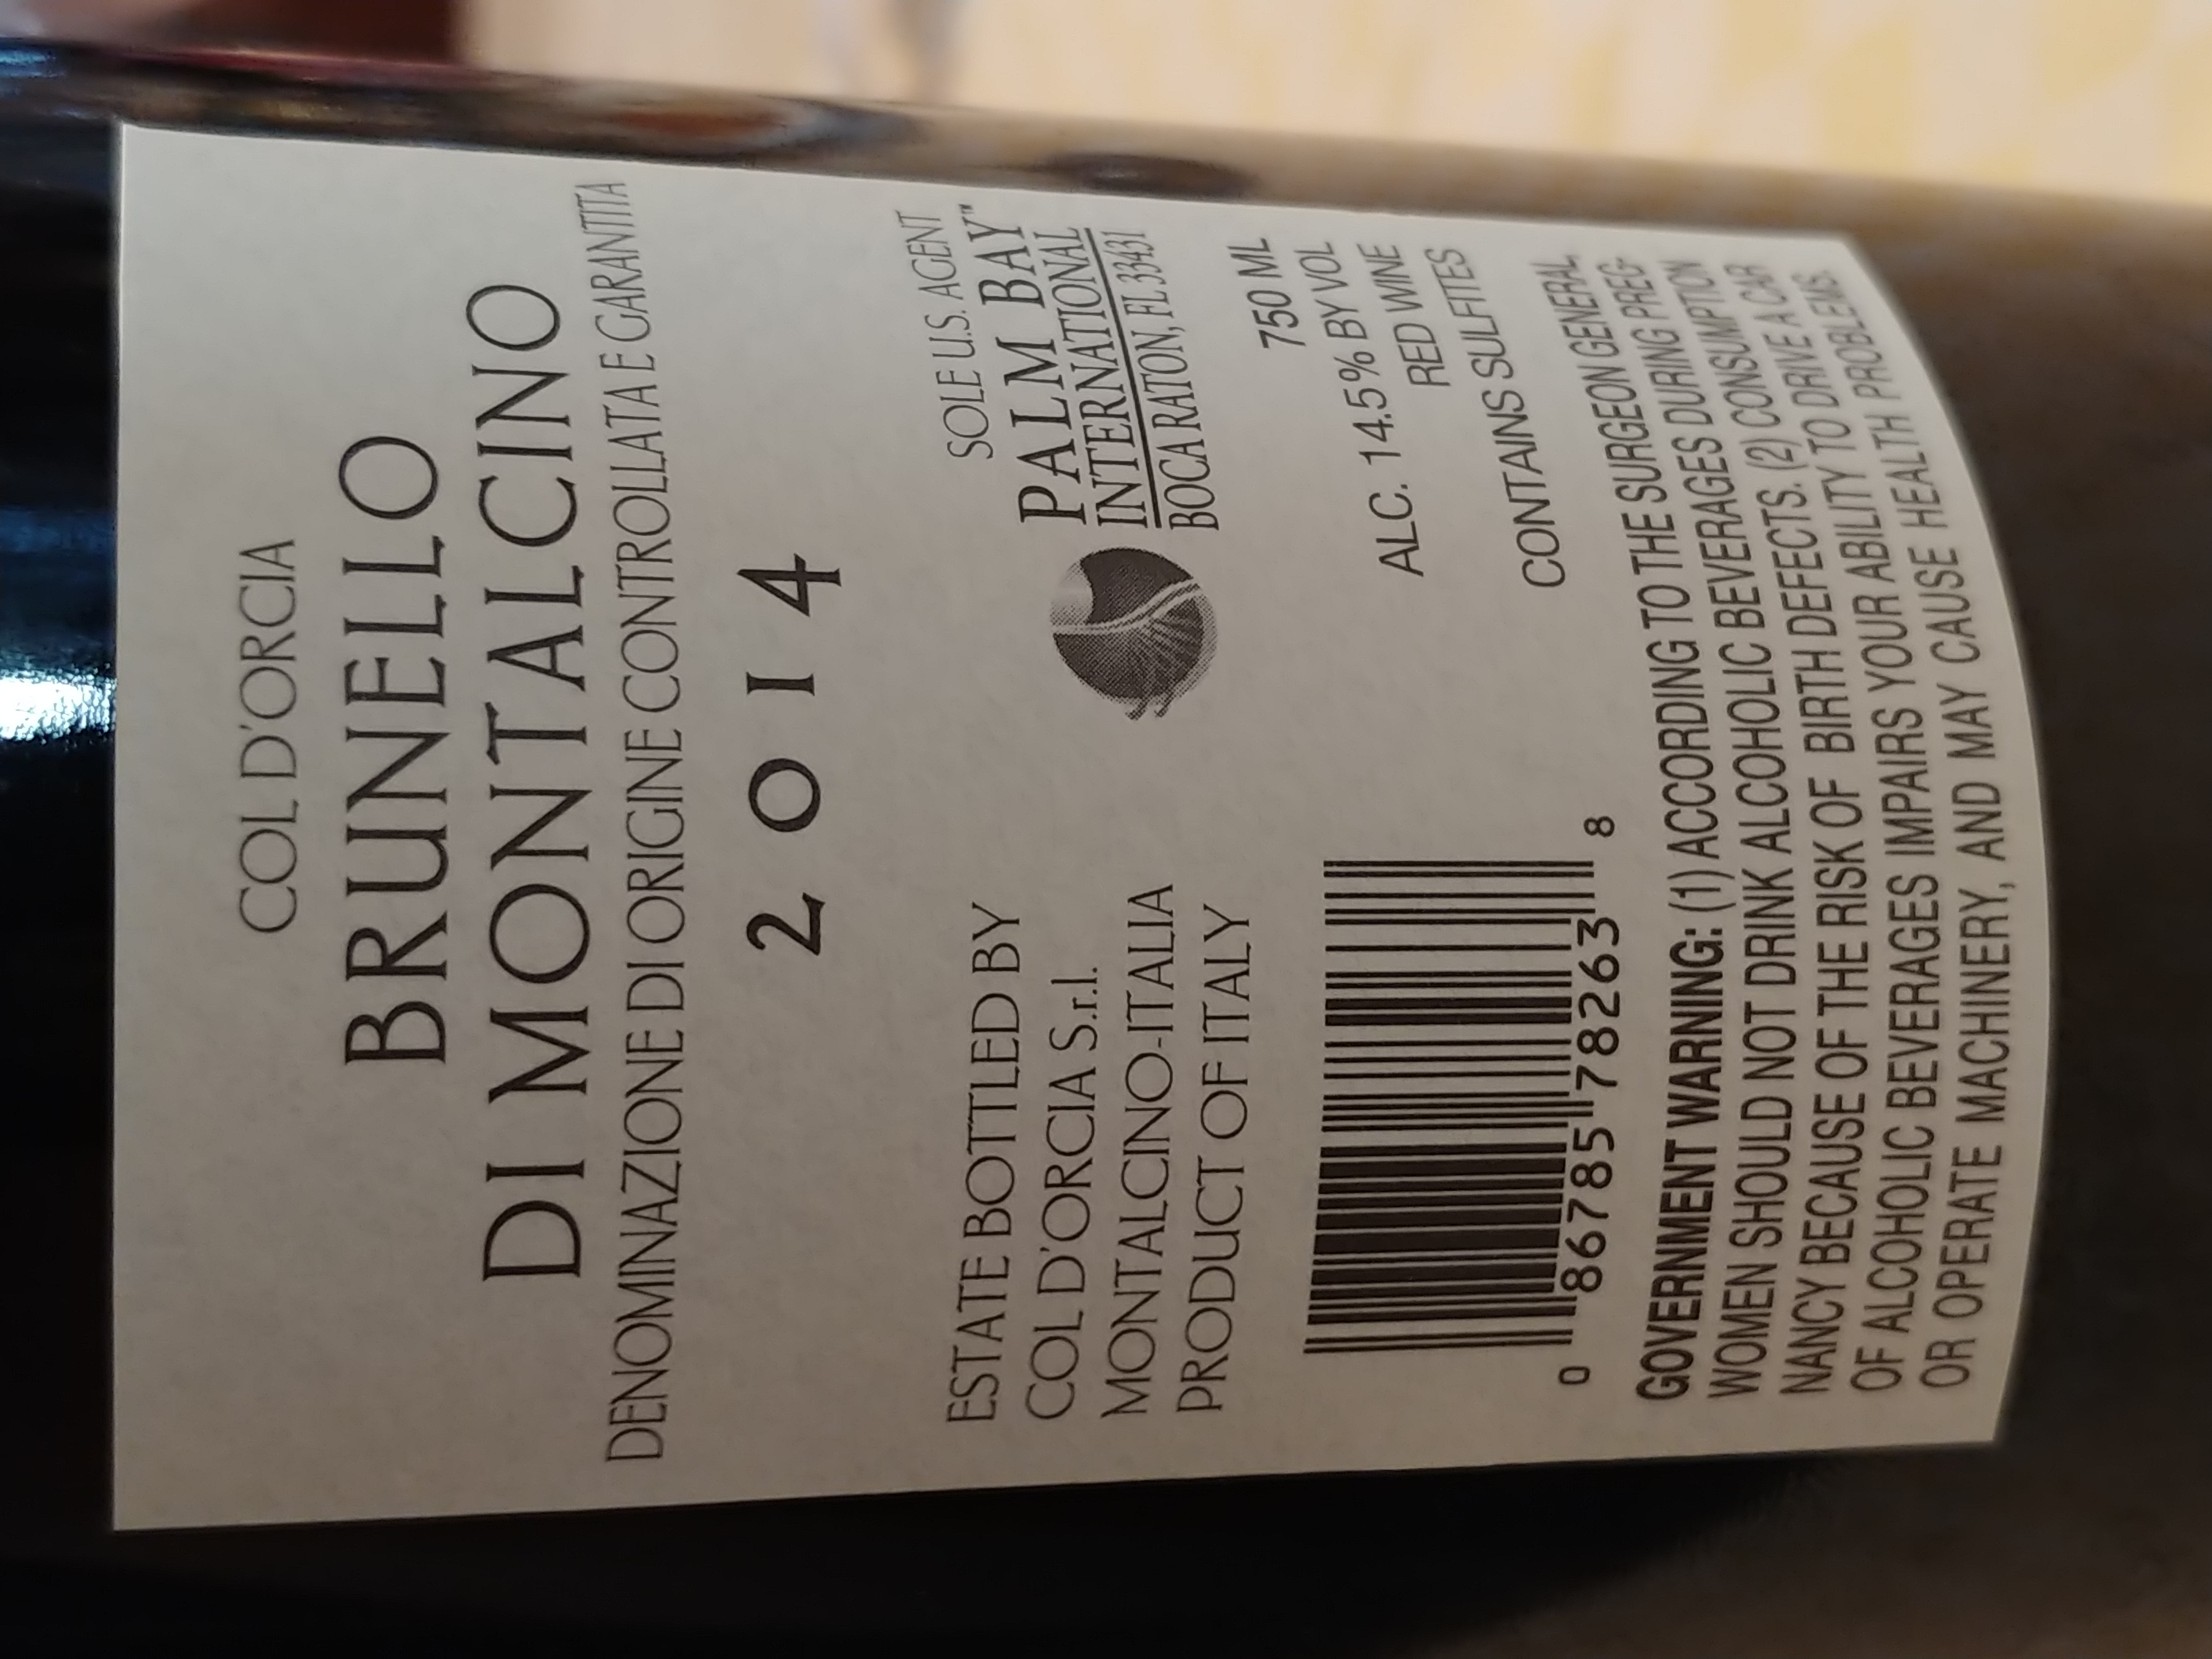 COL D'ORCIA
BRUNELLO
DI MONTALCINO
DENOMINAZIONE DI ORIGINE CONTROLLATA E GARANTITA
2014
ESTATE BOTTLED BY
COL D'ORCIA S.r.l.
MONTALCINO-ITALIA
PRODUCT OF ITALY
SOLE U.S. AGENT
PALM BAY"
INTERNATIONAL
BOCA RATON, FL 33431
750 ML
ALC. 14.5% BY VOL
RED WINE
CONTAINS SULFITES
0 86785 78263 8
GOVERNMENT WARNING: (1) ACCORDING TO THE SURGEON GENERAL,
WOMEN SHOULD NOT DRINK ALCOHOLIC BEVERAGES DURING PREG-
NANCY BECAUSE OF THE RISK OF BIRTH DEFECTS. (2) CONSUMPTION
OF ALCOHOLIC BEVERAGES IMPAIRS YOUR ABILITY TO DRIVE A CAR
OR OPERATE MACHINERY, AND MAY CAUSE HEALTH PROBLEMS.